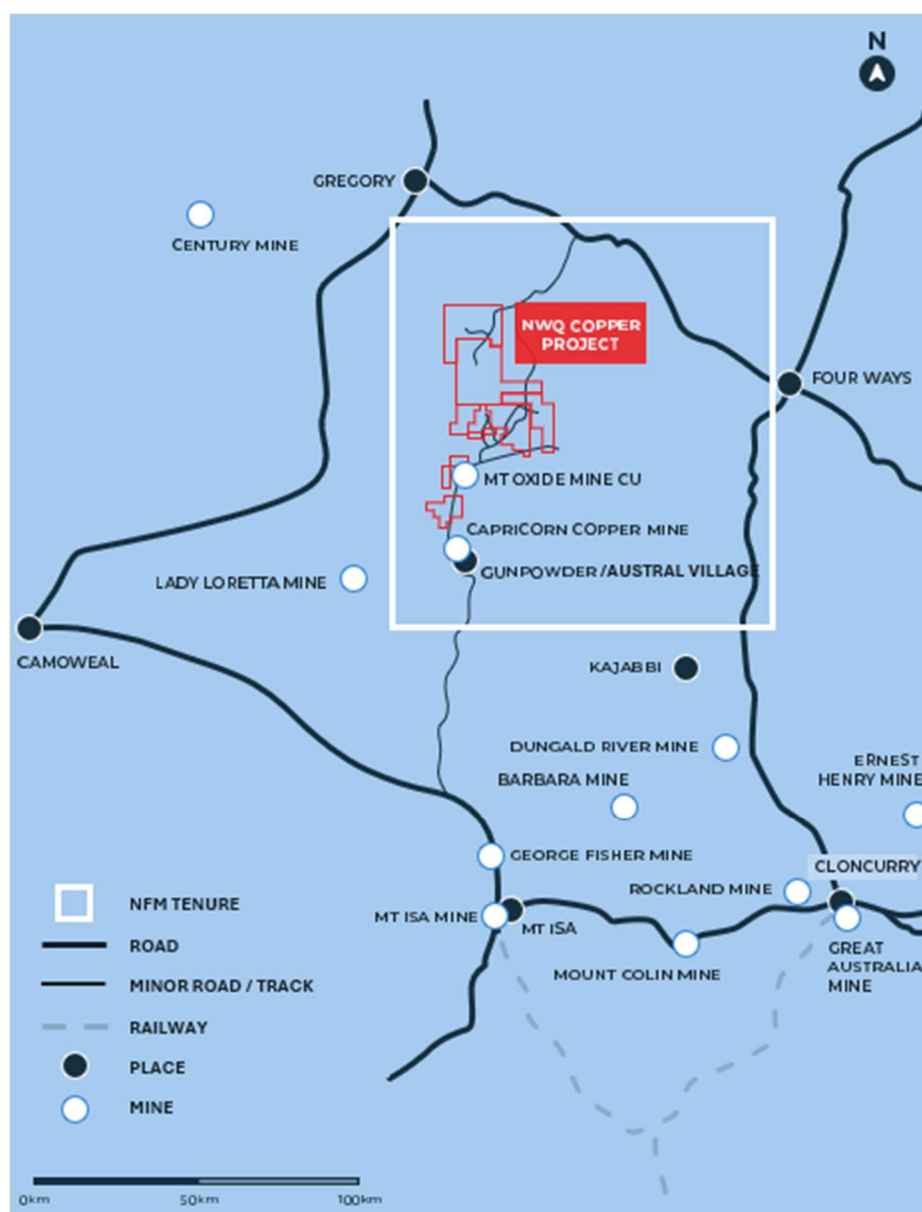 N
GREGORY
CENTURY MINE
NWQ COPPER
PROJECT
FOUR WAYS
MT OXIDE MINE CU
CAPRICORN COPPER MINE
GUNPOWDER /AUSTRAL VILLAGE
LADY LORETTA MINE
CAMOWEAL
KAJABBI
DUNGALD RIVER MINE
BARBARA MINE
ERNEST
HENRY MINE
GEORGE FISHER MINE
CLONCURRY
ROCKLAND MINE
MT ISA MINE
MT ISA
MOUNT COLIN MINE
GREAT
AUSTRALIA
MINE
NFM TENURE
ROAD
MINOR ROAD / TRACK
RAILWAY
PLACE
MINE
0km 50km 100km